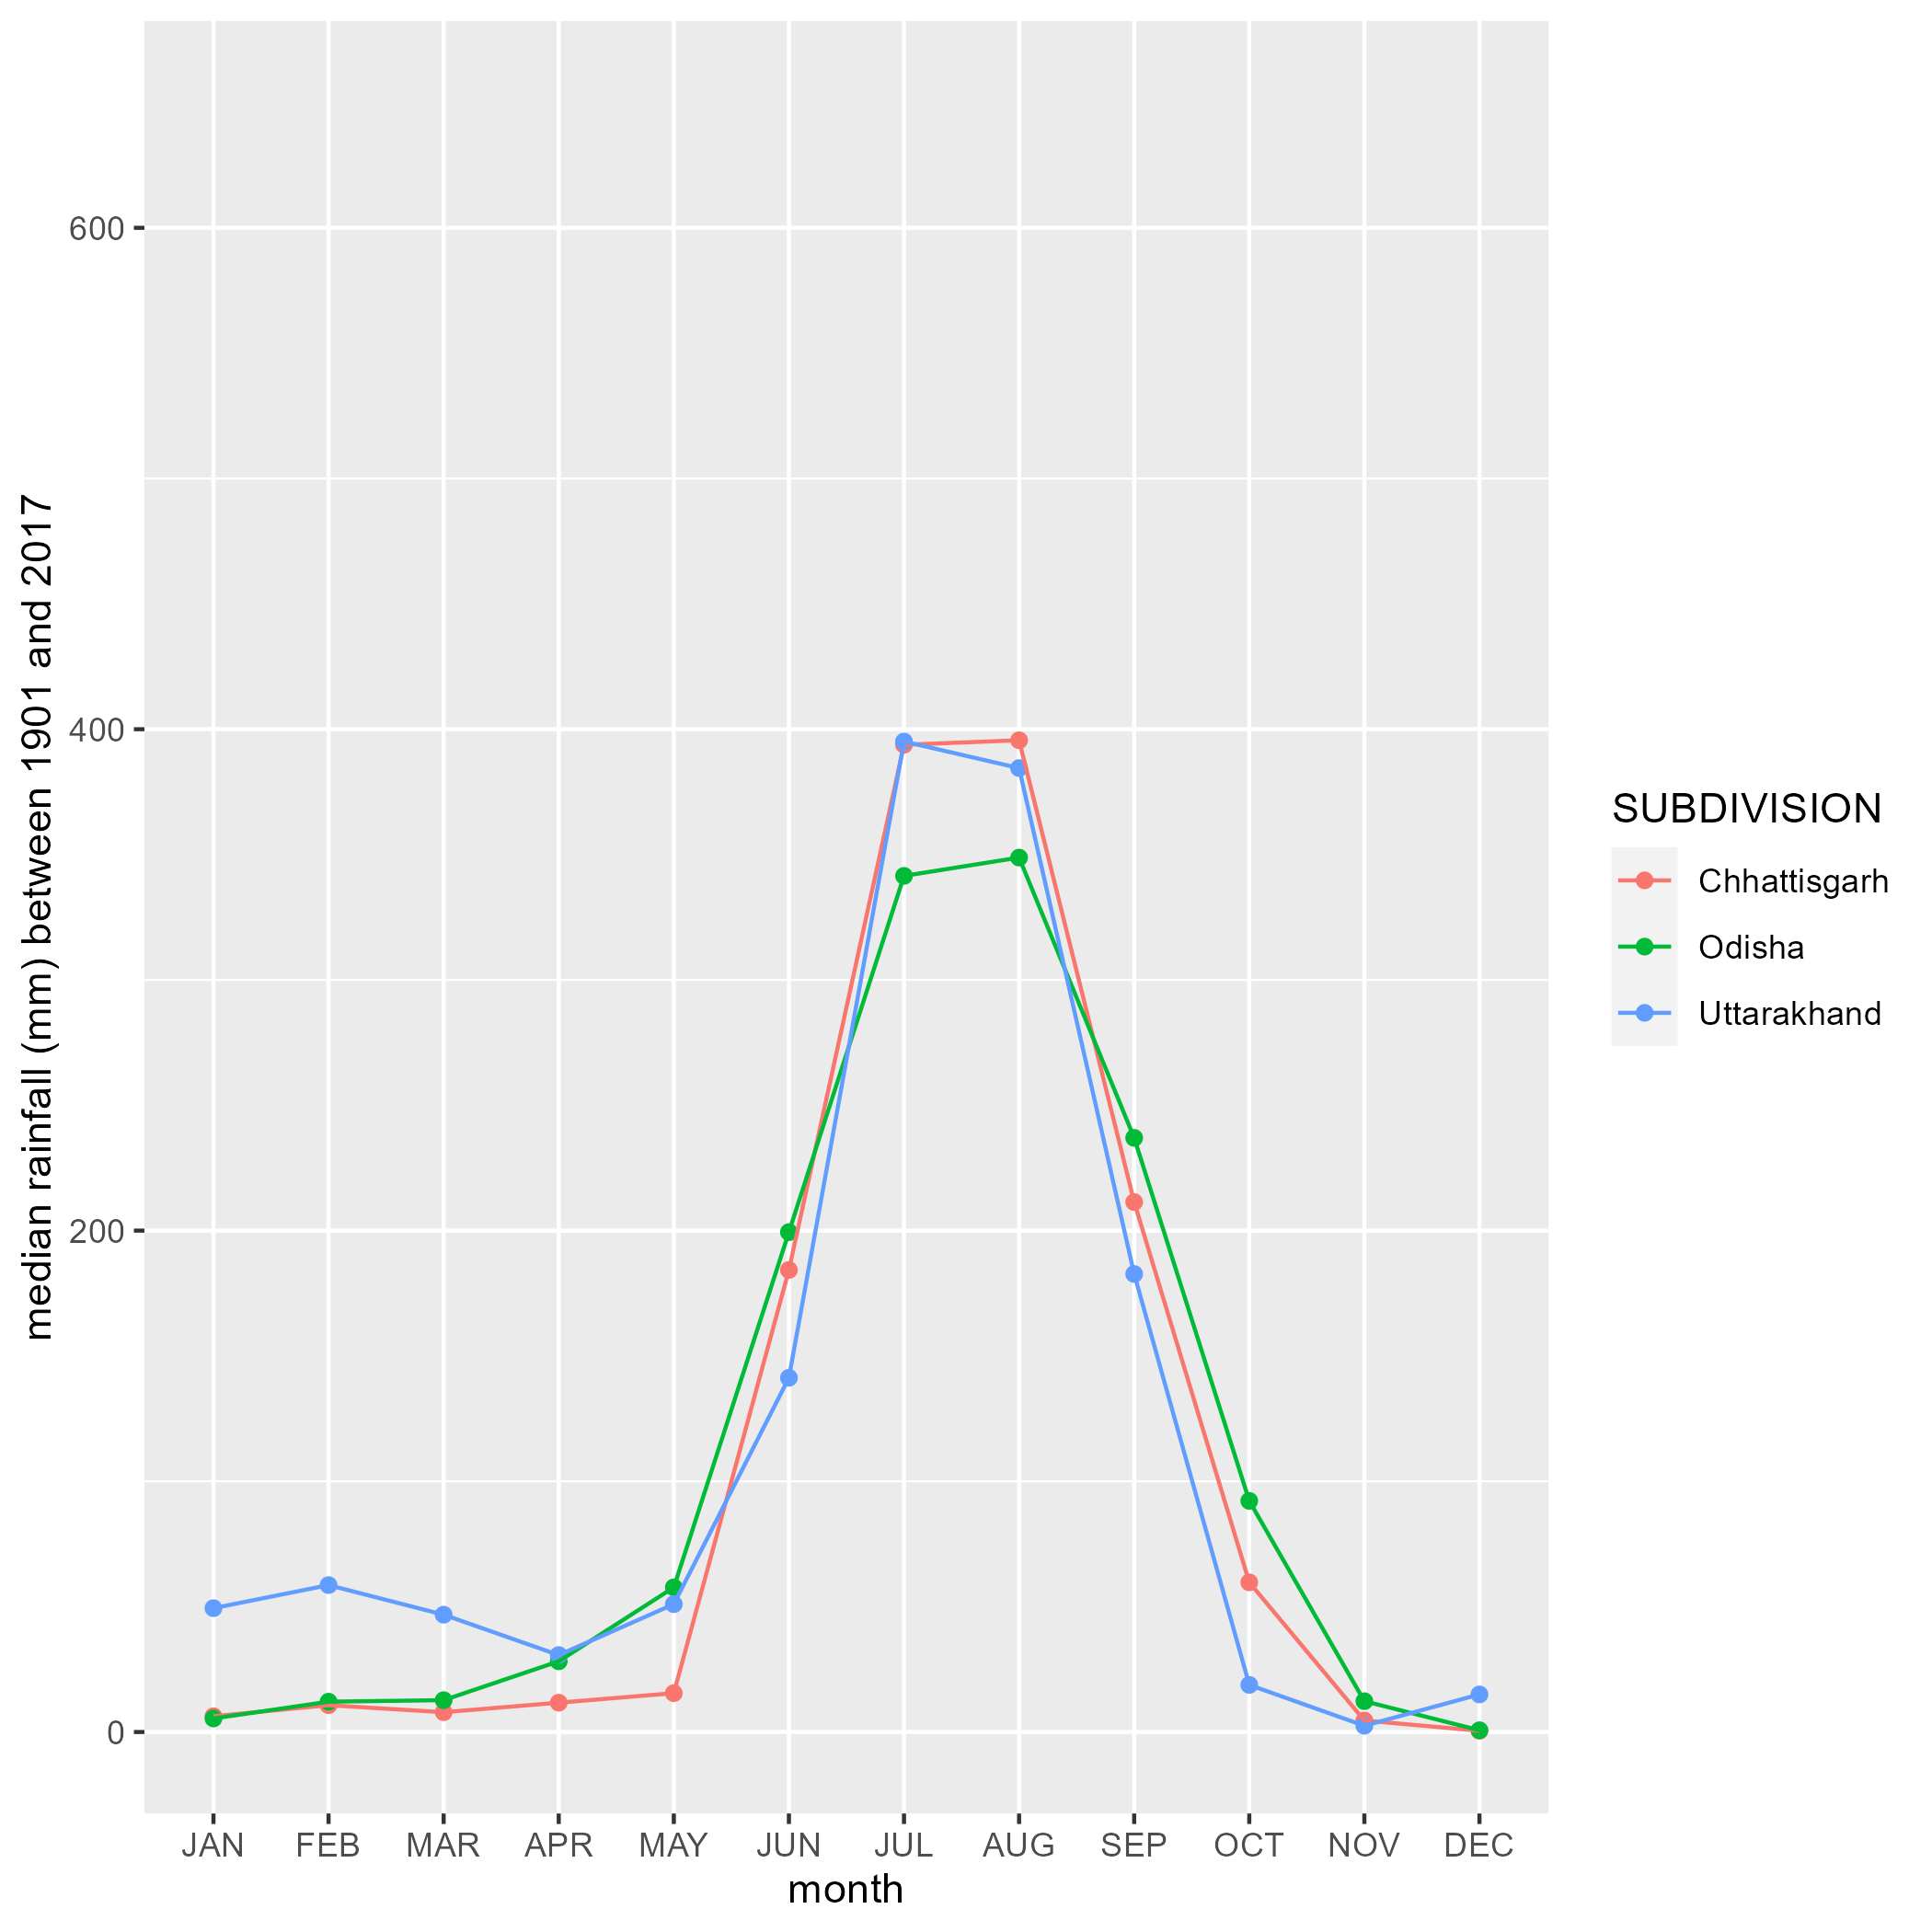 median rainfall (mm) between 1901 and 2017
600
400
200
0
JAN FEB MAR APR MAY JUN JUL AUG SEP OCT NOV DEC
month
SUBDIVISION
Chhattisgarh
Odisha
Uttarakhand